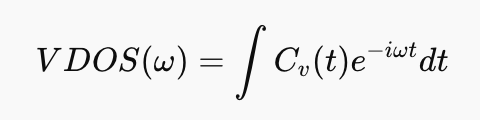 VDOS(ω) = ∫ C_v(t)e^{-iωt}dt